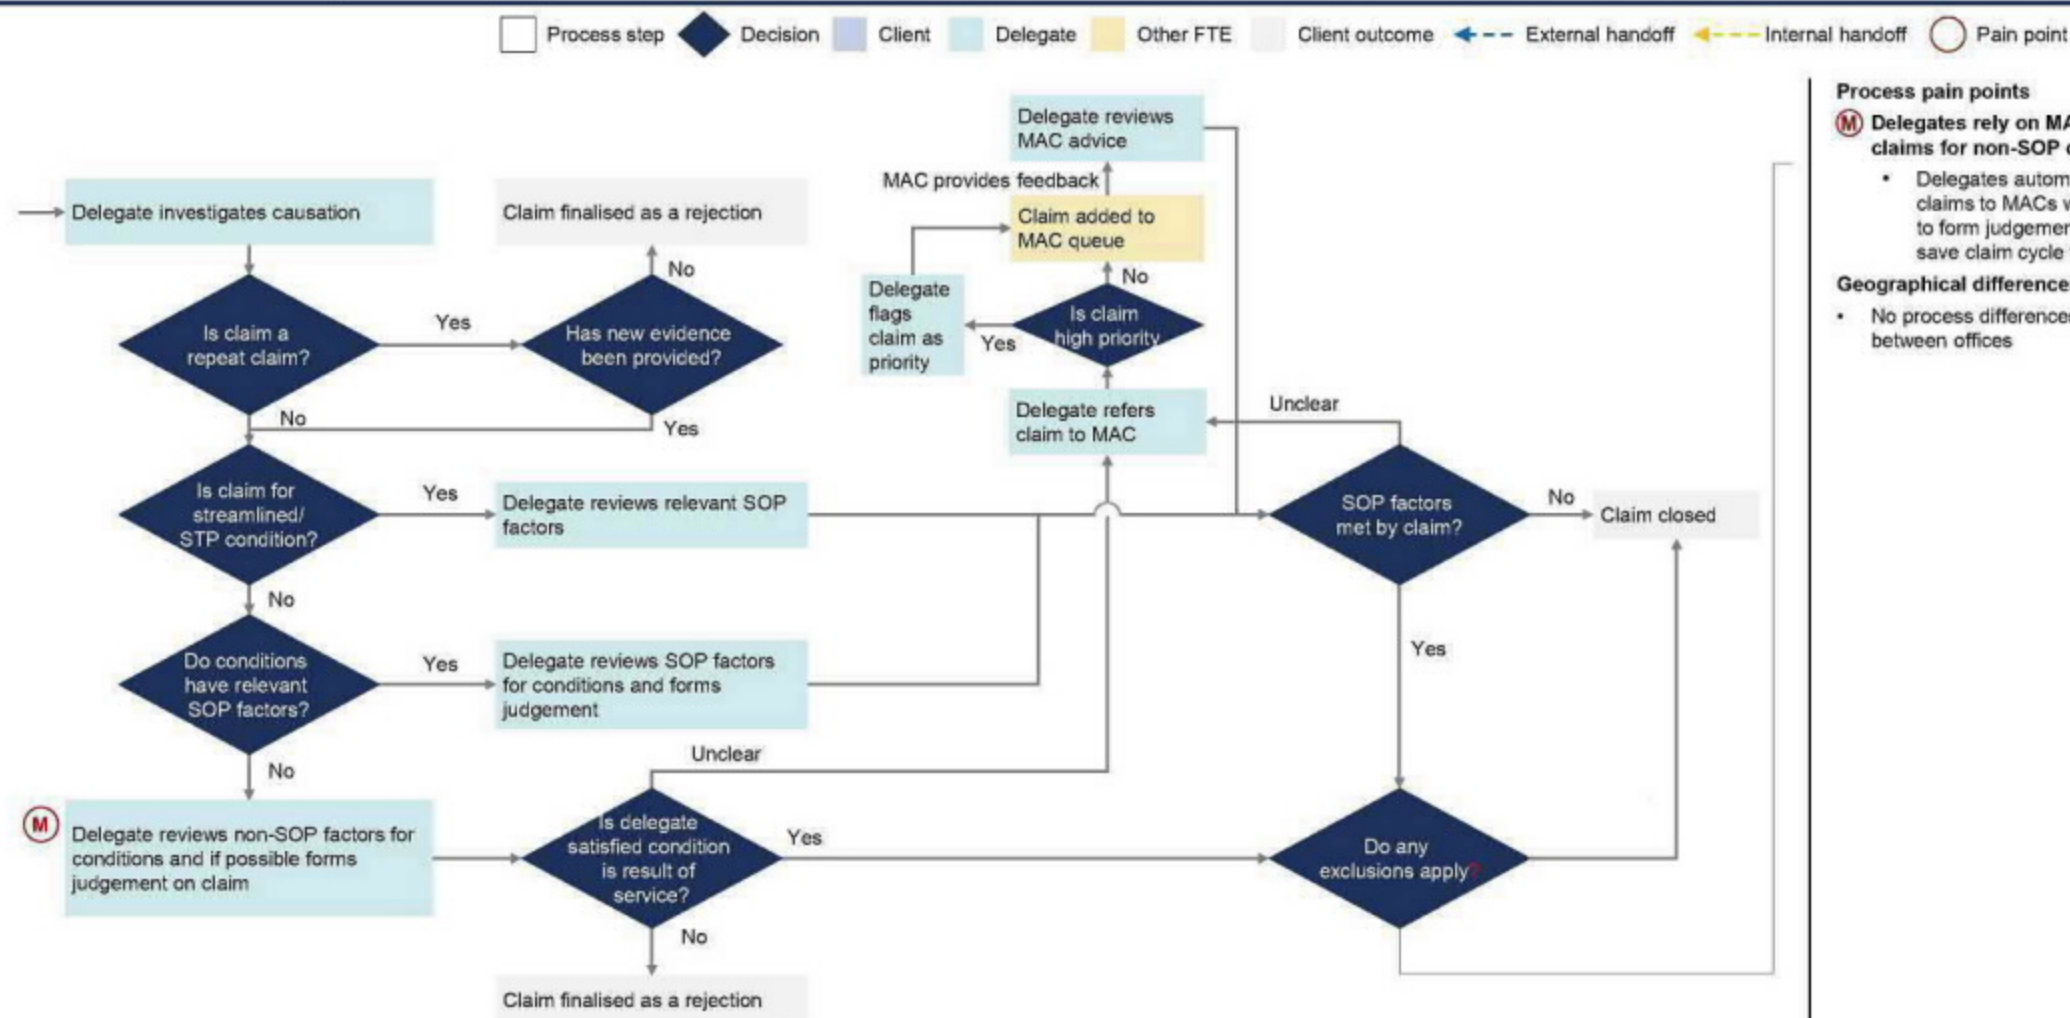 Process step
Decision
Client
Delegate
Other FTE
Client outcome
External handoff
Internal handoff
Pain point
Delegate investigates causation
Is claim a
repeat claim?
Yes
No
Has new evidence
been provided?
No
Yes
Claim finalised as a rejection
Is claim for
streamlined/
STP condition?
Yes
No
Delegate reviews relevant SOP
factors
Do conditions
have relevant
SOP factors?
Yes
No
Delegate reviews SOP factors
for conditions and forms
judgement
M
Delegate reviews non-SOP factors for
conditions and if possible forms
judgement on claim
Is delegate
satisfied condition
is result of
service?
Unclear
Yes
No
Claim finalised as a rejection
Delegate reviews
MAC advice
MAC provides feedback
Claim added to
MAC queue
No
Delegate
flags
claim as
priority
Yes
Is claim
high priority
Delegate refers
claim to MAC
Unclear
SOP factors
met by claim?
No
Claim closed
Yes
Do any
exclusions apply?
Process pain points
M Delegates rely on
claims for non-SOP
• Delegates
claims to MACs
to form
save claim cycle
Geographical
• No process
between offices